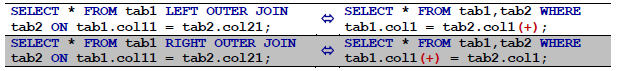 SELECT * FROM tab1 LEFT OUTER JOIN
tab2 ON tab1.col11 = tab2.col21;
⇔
SELECT * FROM tab1,tab2 WHERE
tab1.col1 = tab2.col1(+);
SELECT * FROM tab1 RIGHT OUTER JOIN
tab2 ON tab1.col11 = tab2.col21;
⇔
SELECT * FROM tab1,tab2 WHERE
tab1.col1(+) = tab2.col1;